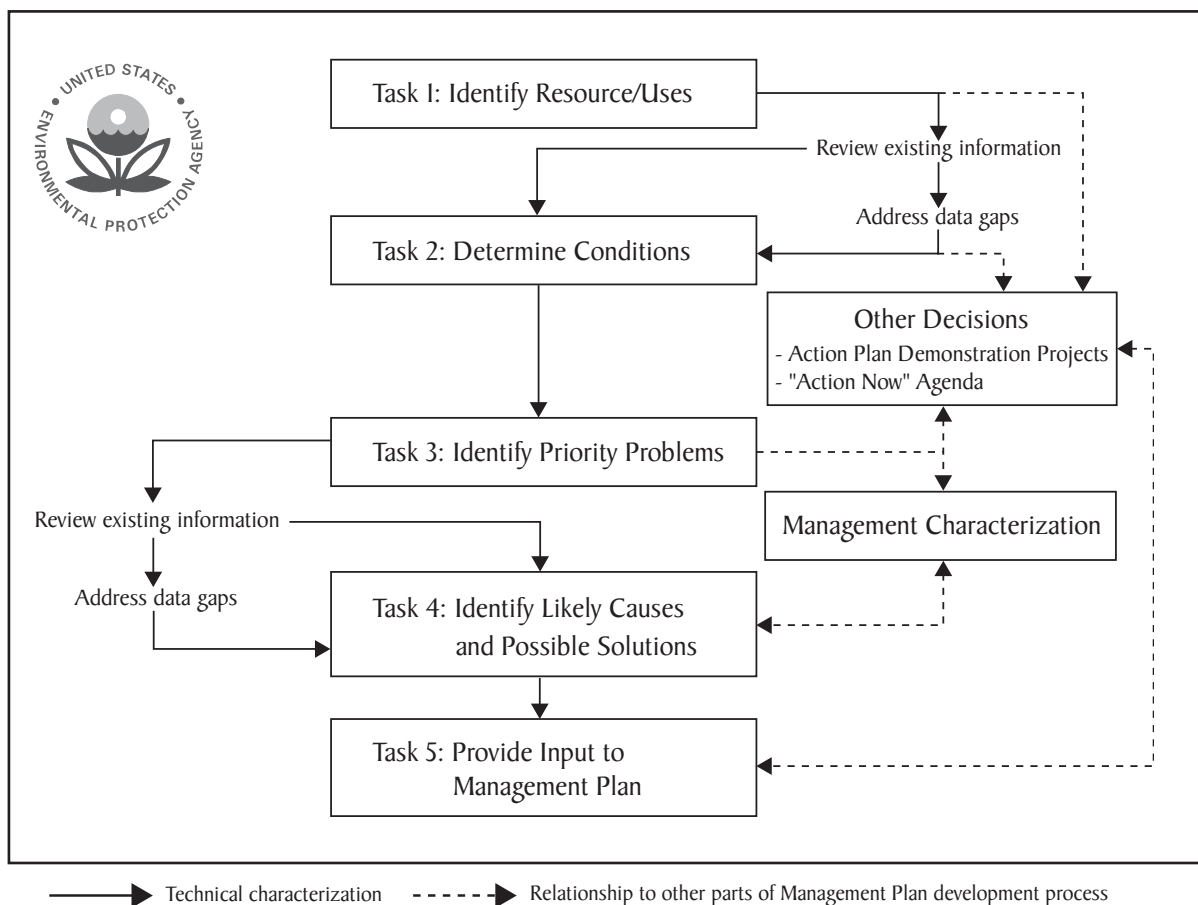 UNITED STATES
ENVIRONMENTAL PROTECTION AGENCY
Task 1: Identify Resource/Uses
Review existing information
Address data gaps
Task 2: Determine Conditions
Other Decisions
- Action Plan Demonstration Projects
- "Action Now" Agenda
Task 3: Identify Priority Problems
Review existing information
Management Characterization
Address data gaps
Task 4: Identify Likely Causes
and Possible Solutions
Task 5: Provide Input to
Management Plan
Technical characterization
Relationship to other parts of Management Plan development process